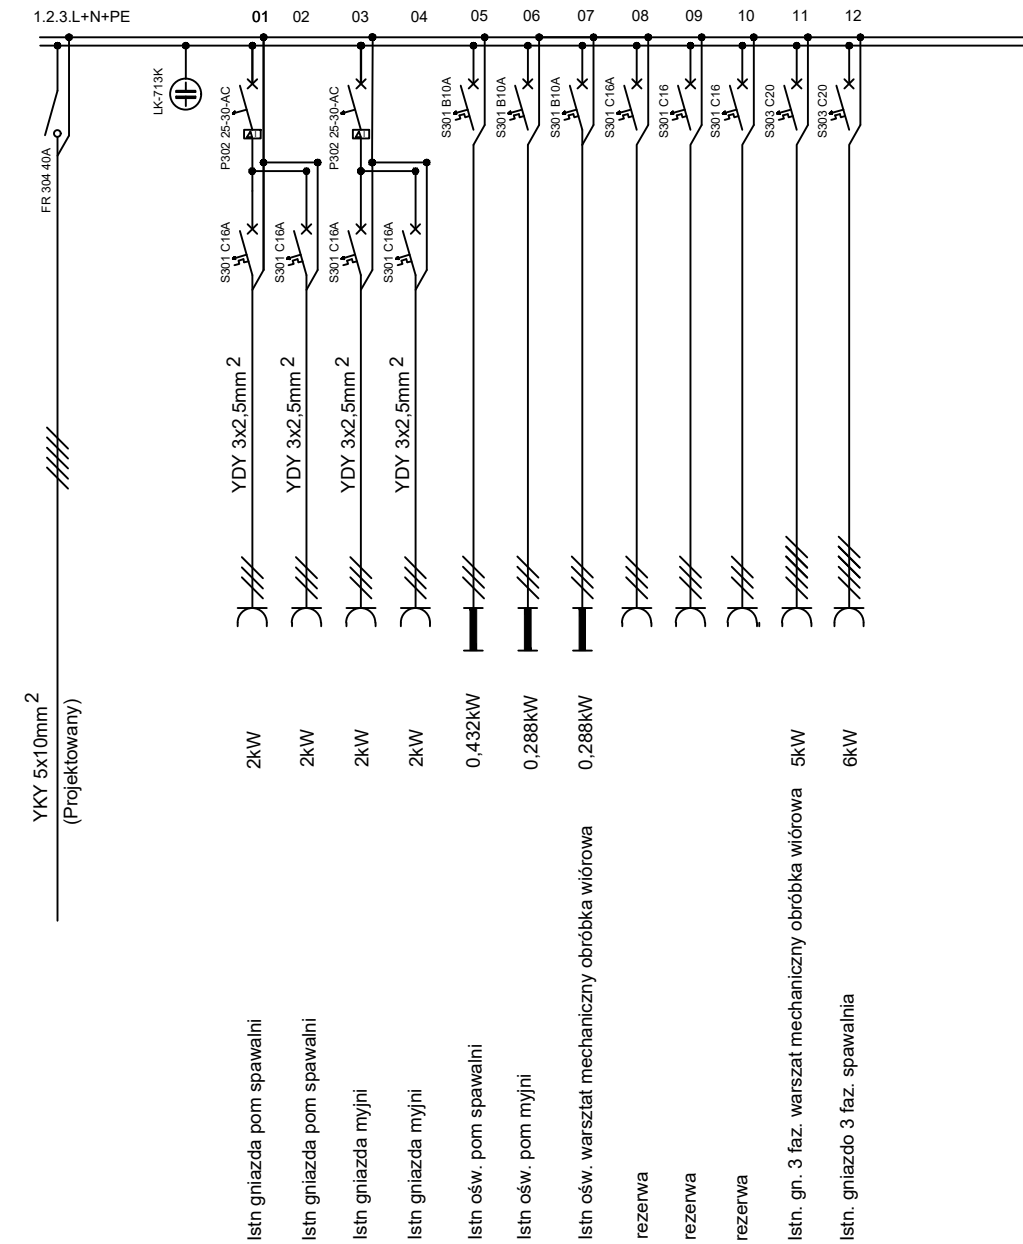 1.2.3.L+N+PE
01
02
03
04
05
06
07
08
09
10
11
12
FR 304 40A
LK-713K
P302 25-30-AC
P302 25-30-AC
S301 B10A
S301 B10A
S301 B10A
S301 C16A
S301 C16
S301 C16
S303 C20
S303 C20
S301 C16A
S301 C16A
S301 C16A
S301 C16A
YDY 3x2,5mm 2
YDY 3x2,5mm 2
YDY 3x2,5mm 2
YDY 3x2,5mm 2
YKY 5x10mm 2
(Projektowany)
2kW
2kW
2kW
2kW
0,432kW
0,288kW
0,288kW
5kW
6kW
Istn gniazda pom spawalni
Istn gniazda pom spawalni
Istn gniazda myjni
Istn gniazda myjni
Istn ośw. pom spawalni
Istn ośw. pom myjni
Istn ośw. warsztat mechaniczny obróbka wiórowa
rezerwa
rezerwa
rezerwa
Istn. gn. 3 faz. warszat mechaniczny obróbka wiórowa
Istn. gniazdo 3 faz. spawalnia